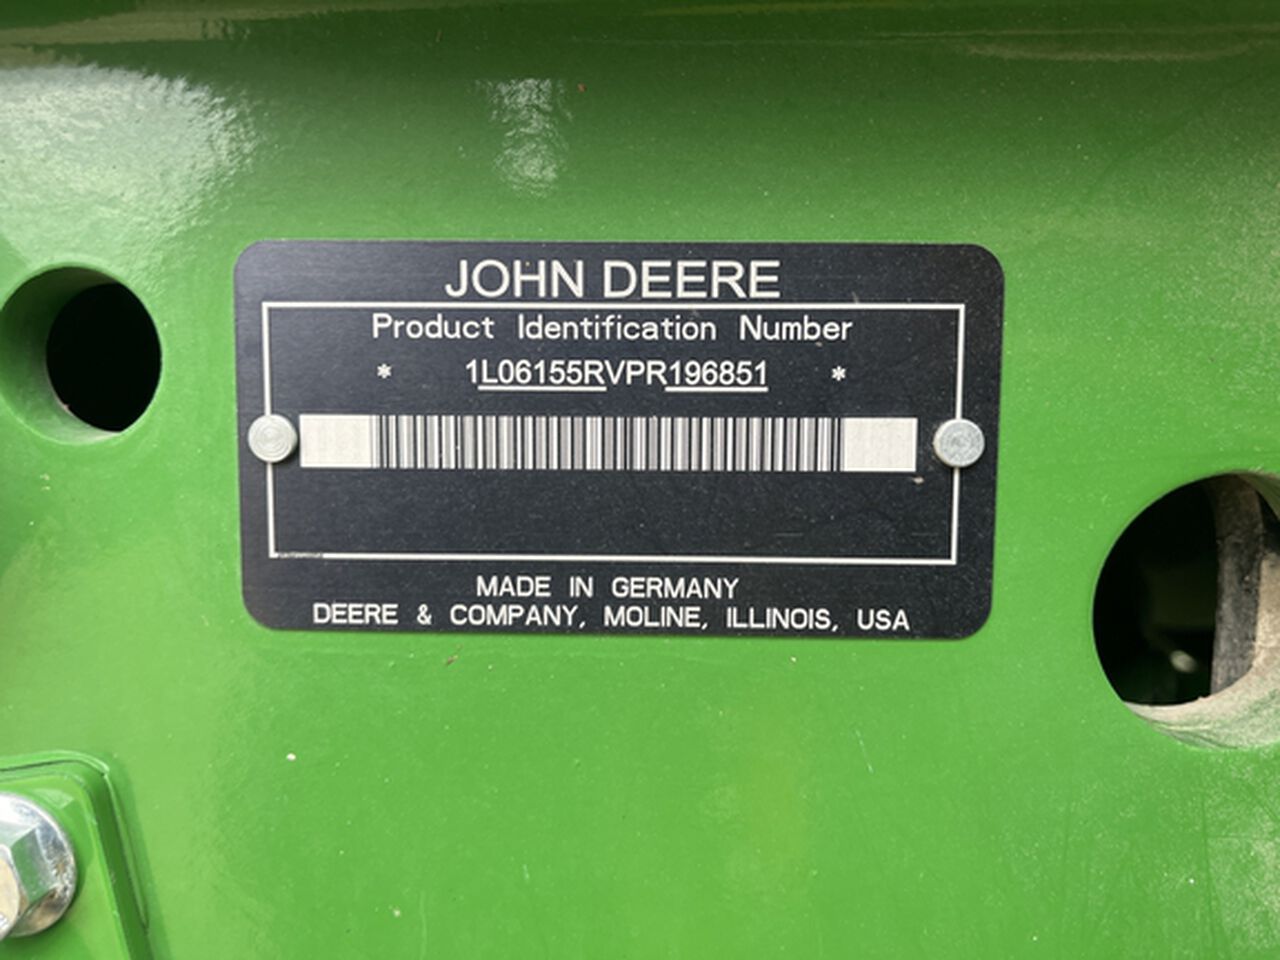 JOHN DEERE
Product Identification Number
* 1L06155RVPR196851 *
MADE IN GERMANY
DEERE & COMPANY, MOLINE, ILLINOIS, USA